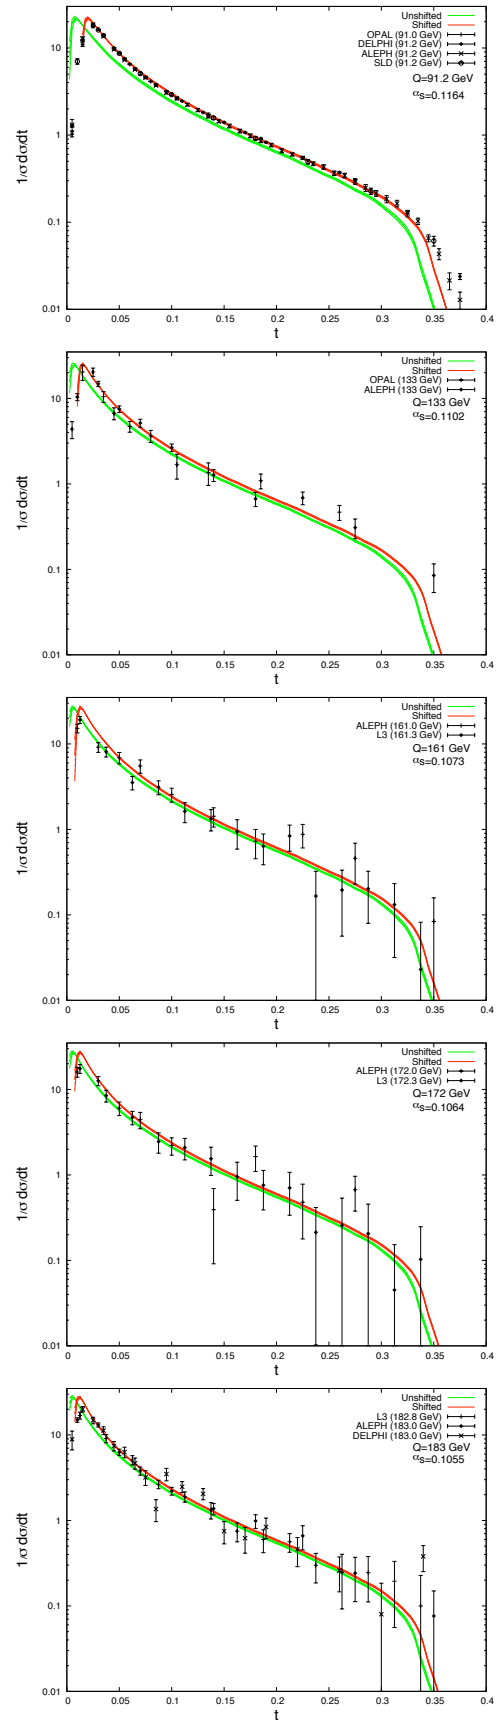 Unshifted
Shifted
OPAL (91.0 GeV)
DELPHI (91.2 GeV)
ALEPH (91.2 GeV)
SLD (91.2 GeV)
Q=91.2 GeV
αs=0.1164
1/σ dσ/dt
10
1
0.1
0.01
0 0.05 0.1 0.15 0.2 0.25 0.3 0.35 0.4
t
Unshifted
Shifted
OPAL (133 GeV)
ALEPH (133 GeV)
Q=133 GeV
αs=0.1102
1/σ dσ/dt
10
1
0.1
0.01
0 0.05 0.1 0.15 0.2 0.25 0.3 0.35 0.4
t
Unshifted
Shifted
ALEPH (161.0 GeV)
L3 (161.3 GeV)
Q=161 GeV
αs=0.1073
1/σ dσ/dt
10
1
0.1
0.01
0 0.05 0.1 0.15 0.2 0.25 0.3 0.35 0.4
t
Unshifted
Shifted
ALEPH (172.0 GeV)
L3 (172.3 GeV)
Q=172 GeV
αs=0.1064
1/σ dσ/dt
10
1
0.1
0.01
0 0.05 0.1 0.15 0.2 0.25 0.3 0.35 0.4
t
Unshifted
Shifted
L3 (182.8 GeV)
ALEPH (183.0 GeV)
DELPHI (183.0 GeV)
Q=183 GeV
αs=0.1055
1/σ dσ/dt
10
1
0.1
0.01
0 0.05 0.1 0.15 0.2 0.25 0.3 0.35 0.4
t